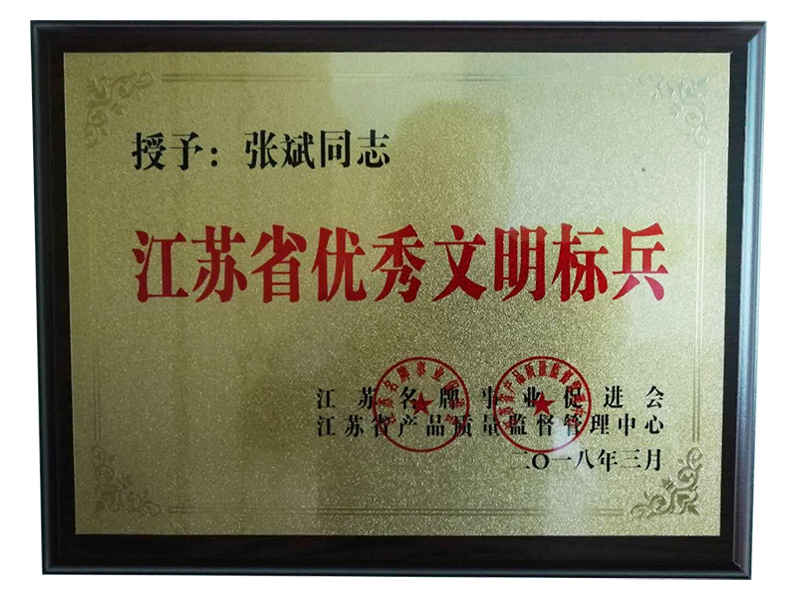 授予：张斌同志
江苏省优秀文明标兵
江苏名牌事业促进会
江苏省产品质量监督管理中心
二〇一八年三月